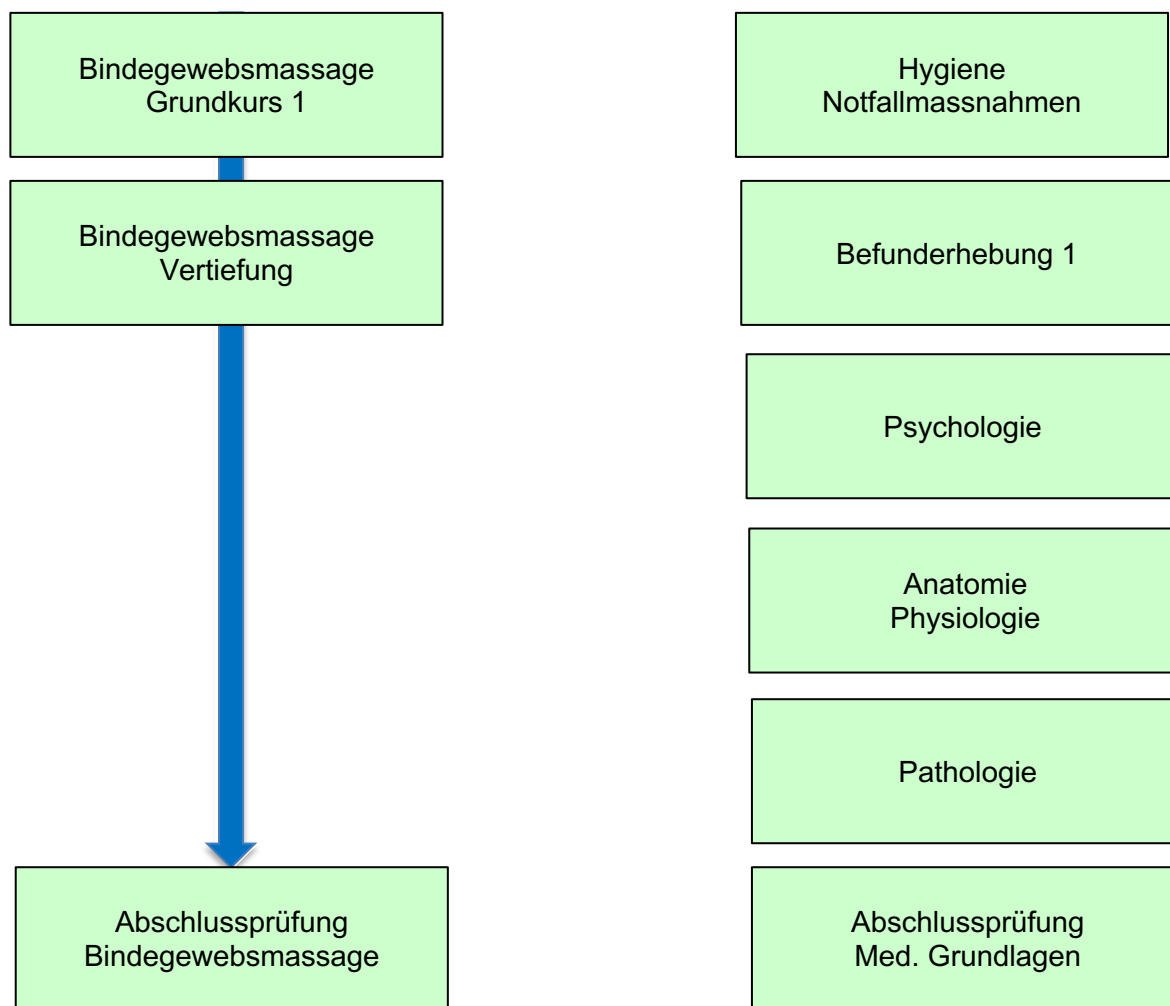 Bindegewebsmassage
Grundkurs 1
Bindegewebsmassage
Vertiefung
Abschlussprüfung
Bindegewebsmassage
Hygiene
Notfallmassnahmen
Befunderhebung 1
Psychologie
Anatomie
Physiologie
Pathologie
Abschlussprüfung
Med. Grundlagen